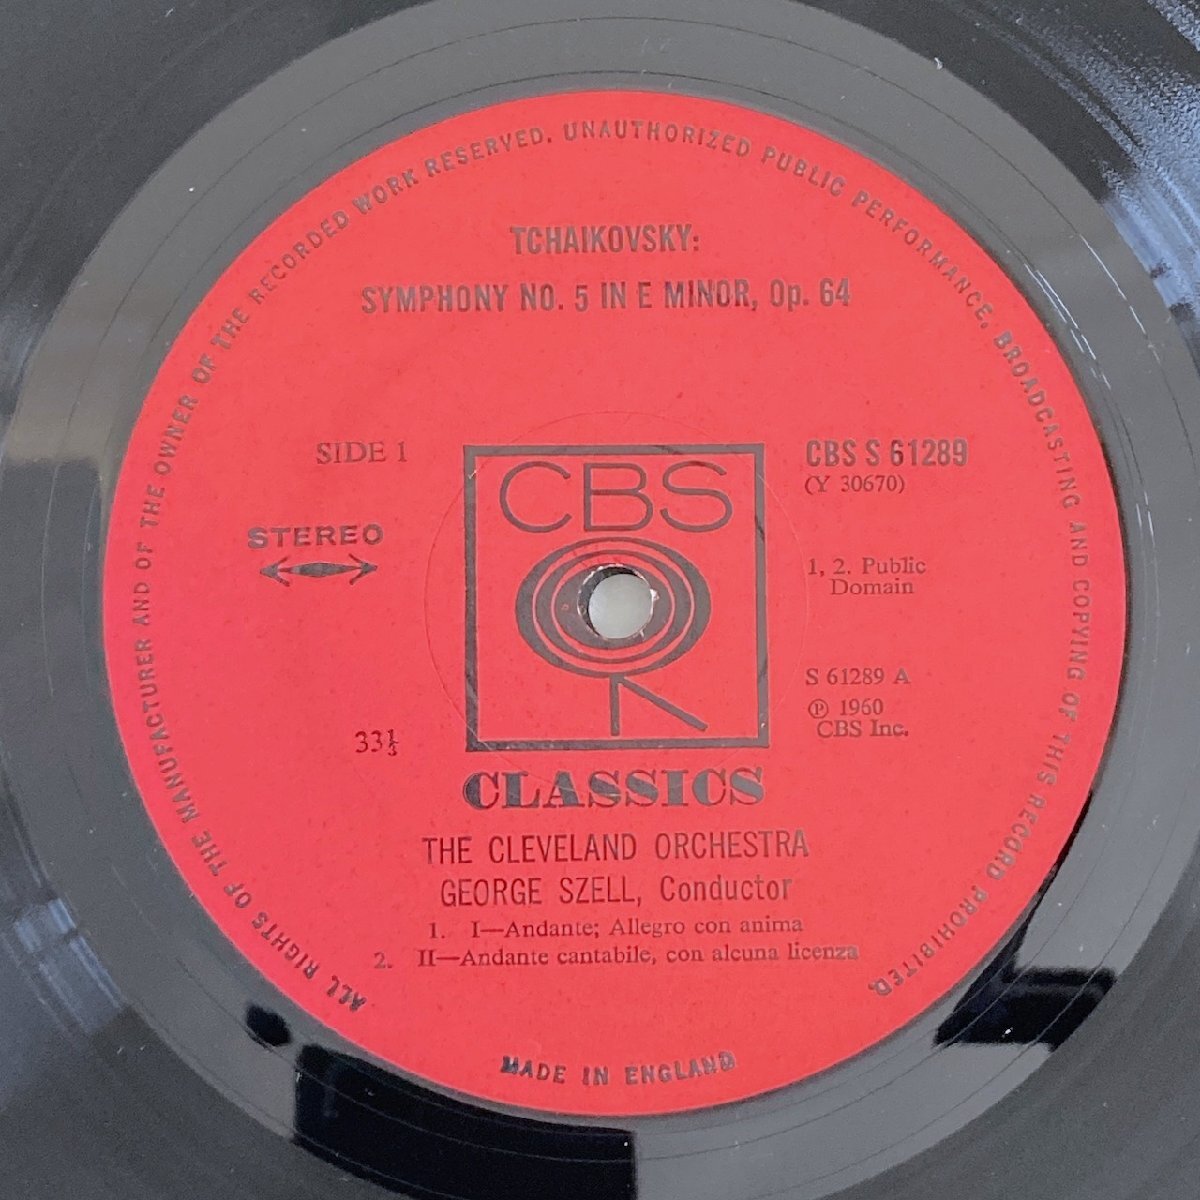 ALL RIGHTS OF THE MANUFACTURER AND OF THE OWNER OF THE RECORDED WORK RESERVED. UNAUTHORIZED PUBLIC PERFORMANCE, BROADCASTING AND COPYING OF THIS RECORD PROHIBITED.
TCHAIKOVSKY:
SYMPHONY NO. 5 IN E MINOR, Op. 64
SIDE 1
STEREO
33⅓
CBS
CBS S 61289
(Y 30670)
1, 2. Public
Domain
S 61289 A
℗ 1960
CBS Inc.
CLASSICS
THE CLEVELAND ORCHESTRA
GEORGE SZELL, Conductor
1. I—Andante; Allegro con anima
2. II—Andante cantabile, con alcuna licenza
MADE IN ENGLAND